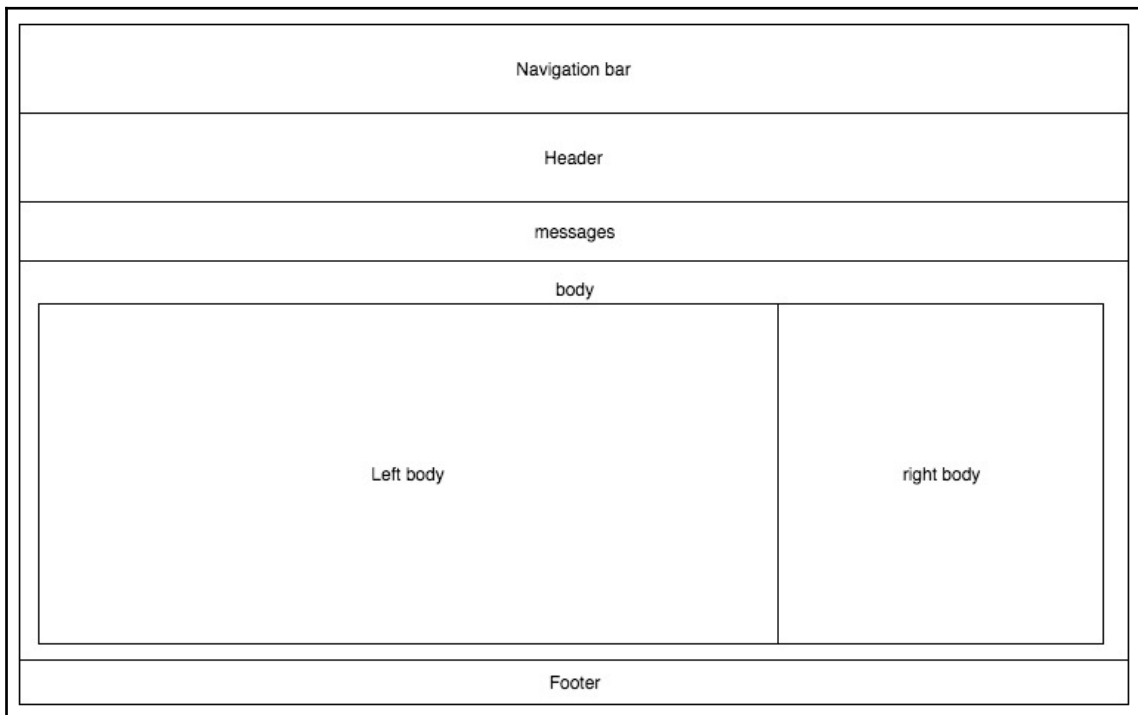 Navigation bar
Header
messages
body
Left body
right body
Footer